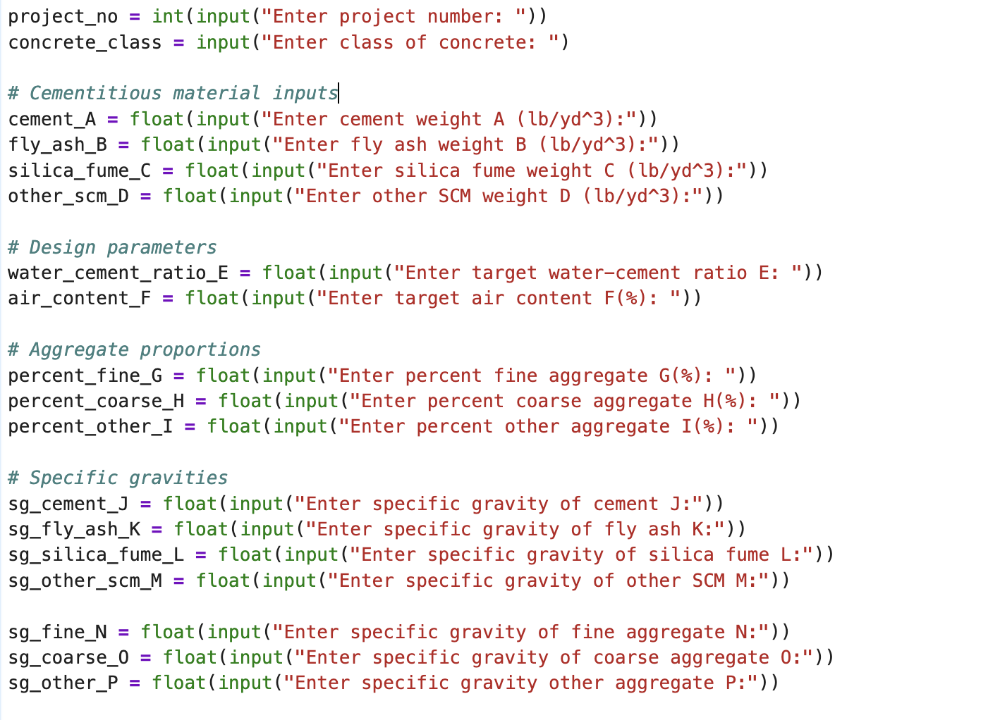 project_no = int(input("Enter project number: "))
concrete_class = input("Enter class of concrete: ")
# Cementitious material inputs
cement_A = float(input("Enter cement weight A (lb/yd^3):"))
fly_ash_B = float(input("Enter fly ash weight B (lb/yd^3):"))
silica_fume_C = float(input("Enter silica fume weight C (lb/yd^3):"))
other_scm_D = float(input("Enter other SCM weight D (lb/yd^3):"))
# Design parameters
water_cement_ratio_E = float(input("Enter target water-cement ratio E: "))
air_content_F = float(input("Enter target air content F(%): "))
# Aggregate proportions
percent_fine_G = float(input("Enter percent fine aggregate G(%): "))
percent_coarse_H = float(input("Enter percent coarse aggregate H(%): "))
percent_other_I = float(input("Enter percent other aggregate I(%): "))
# Specific gravities
sg_cement_J = float(input("Enter specific gravity of cement J:"))
sg_fly_ash_K = float(input("Enter specific gravity of fly ash K:"))
sg_silica_fume_L = float(input("Enter specific gravity of silica fume L:"))
sg_other_scm_M = float(input("Enter specific gravity of other SCM M:"))
sg_fine_N = float(input("Enter specific gravity of fine aggregate N:"))
sg_coarse_O = float(input("Enter specific gravity of coarse aggregate O:"))
sg_other_P = float(input("Enter specific gravity other aggregate P:"))